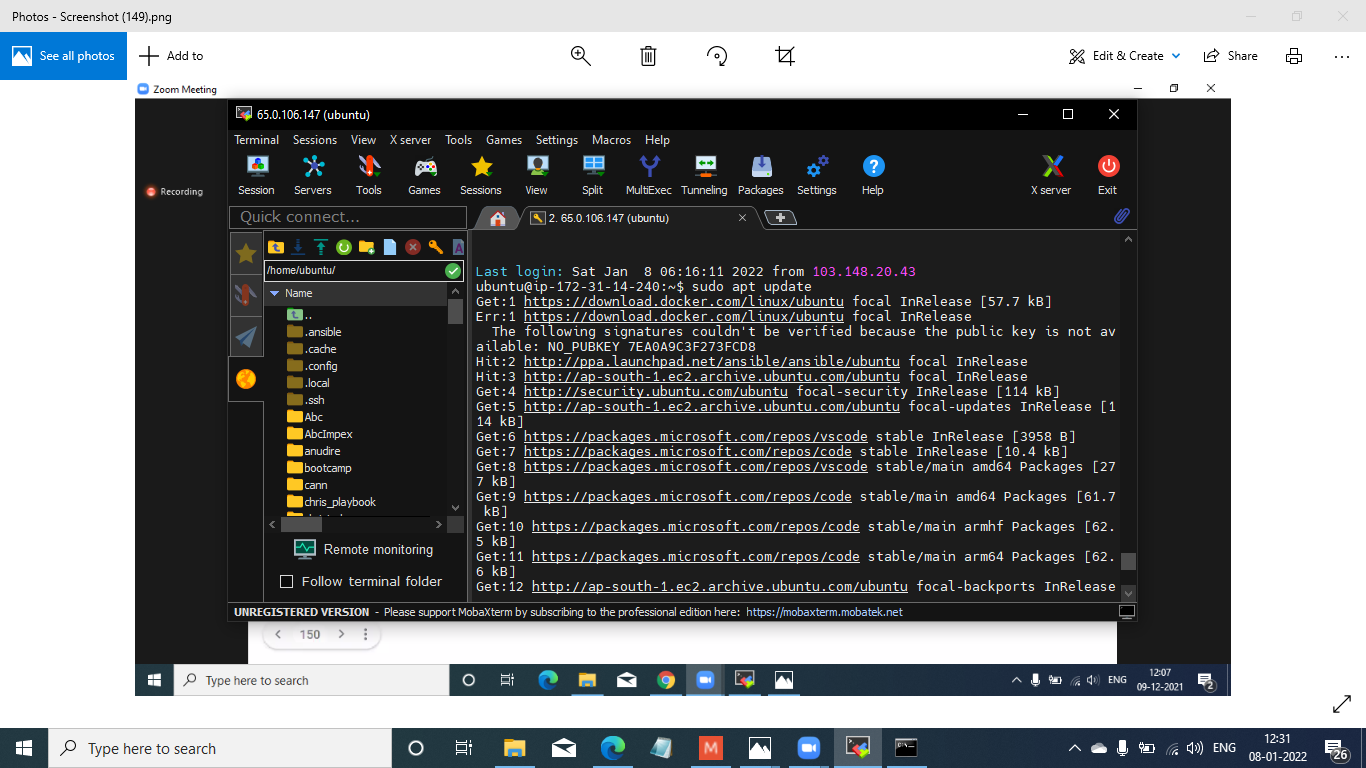 Photos - Screenshot (149).png
See all photos
Add to
Edit & Create
Share
Zoom Meeting
Recording
65.0.106.147 (ubuntu)
Terminal Sessions View X server Tools Games Settings Macros Help
Session Servers Tools Games Sessions View Split MultiExec Tunneling Packages Settings Help X server Exit
Quick connect...
2. 65.0.106.147 (ubuntu)
/home/ubuntu/
Name
..
.ansible
.cache
.config
.local
.ssh
Abc
AbcImpex
anudire
bootcamp
cann
chris_playbook
Remote monitoring
Follow terminal folder
Last login: Sat Jan  8 06:16:11 2022 from 103.148.20.43
ubuntu@ip-172-31-14-240:~$ sudo apt update
Get:1 https://download.docker.com/linux/ubuntu focal InRelease [57.7 kB]
Err:1 https://download.docker.com/linux/ubuntu focal InRelease
  The following signatures couldn't be verified because the public key is not av
ailable: NO_PUBKEY 7EA0A9C3F273FCD8
Hit:2 http://ppa.launchpad.net/ansible/ansible/ubuntu focal InRelease
Hit:3 http://ap-south-1.ec2.archive.ubuntu.com/ubuntu focal InRelease
Get:4 http://security.ubuntu.com/ubuntu focal-security InRelease [114 kB]
Get:5 http://ap-south-1.ec2.archive.ubuntu.com/ubuntu focal-updates InRelease [1
14 kB]
Get:6 https://packages.microsoft.com/repos/vscode stable InRelease [3958 B]
Get:7 https://packages.microsoft.com/repos/code stable InRelease [10.4 kB]
Get:8 https://packages.microsoft.com/repos/vscode stable/main amd64 Packages [27
7 kB]
Get:9 https://packages.microsoft.com/repos/code stable/main amd64 Packages [61.7
 kB]
Get:10 https://packages.microsoft.com/repos/code stable/main armhf Packages [62.
5 kB]
Get:11 https://packages.microsoft.com/repos/code stable/main arm64 Packages [62.
6 kB]
Get:12 http://ap-south-1.ec2.archive.ubuntu.com/ubuntu focal-backports InRelease
UNREGISTERED VERSION - Please support MobaXterm by subscribing to the professional edition here: https://mobaxterm.mobatek.net
150
Type here to search
ENG
12:07
09-12-2021
2
Type here to search
M
ENG
12:31
08-01-2022
26